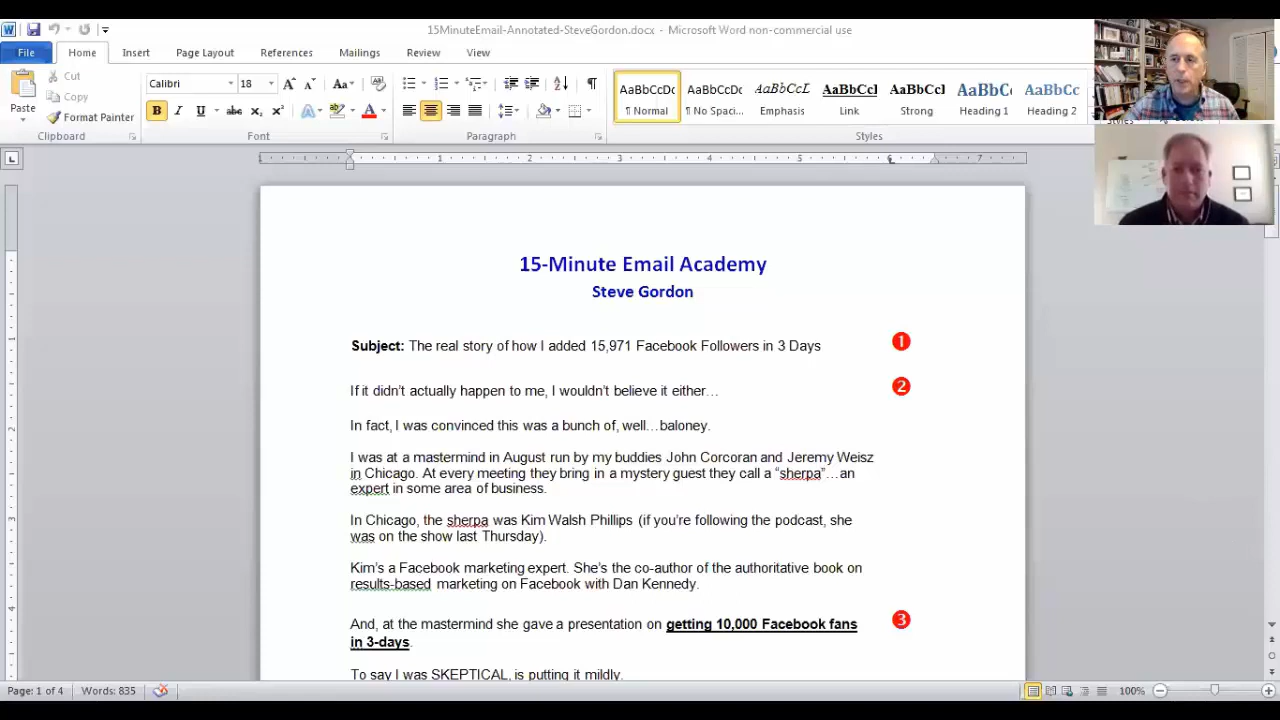 15MinuteEmail-Annotated-SteveGordon.docx - Microsoft Word non-commercial use
File Home Insert Page Layout References Mailings Review View
Paste
Cut
Copy
Format Painter
Clipboard
Calibri 18
Font
Paragraph
AaBbCcDc AaBbCcDc AaBbCcL AaBbCcl AaBbCcl AaBbC AaBbCc
¶ Normal ¶ No Spaci... Emphasis Link Strong Heading 1 Heading 2
Styles
1 2 3 4 5 6 7
15-Minute Email Academy
Steve Gordon
Subject: The real story of how I added 15,971 Facebook Followers in 3 Days 1
If it didn't actually happen to me, I wouldn't believe it either… 2
In fact, I was convinced this was a bunch of, well…baloney.
I was at a mastermind in August run by my buddies John Corcoran and Jeremy Weisz
in Chicago. At every meeting they bring in a mystery guest they call a “sherpa”…an
expert in some area of business.
In Chicago, the sherpa was Kim Walsh Phillips (if you're following the podcast, she
was on the show last Thursday).
Kim's a Facebook marketing expert. She's the co-author of the authoritative book on
results-based marketing on Facebook with Dan Kennedy.
And, at the mastermind she gave a presentation on getting 10,000 Facebook fans 3
in 3-days.
To say I was SKEPTICAL, is putting it mildly.
Page: 1 of 4 Words: 835 100%